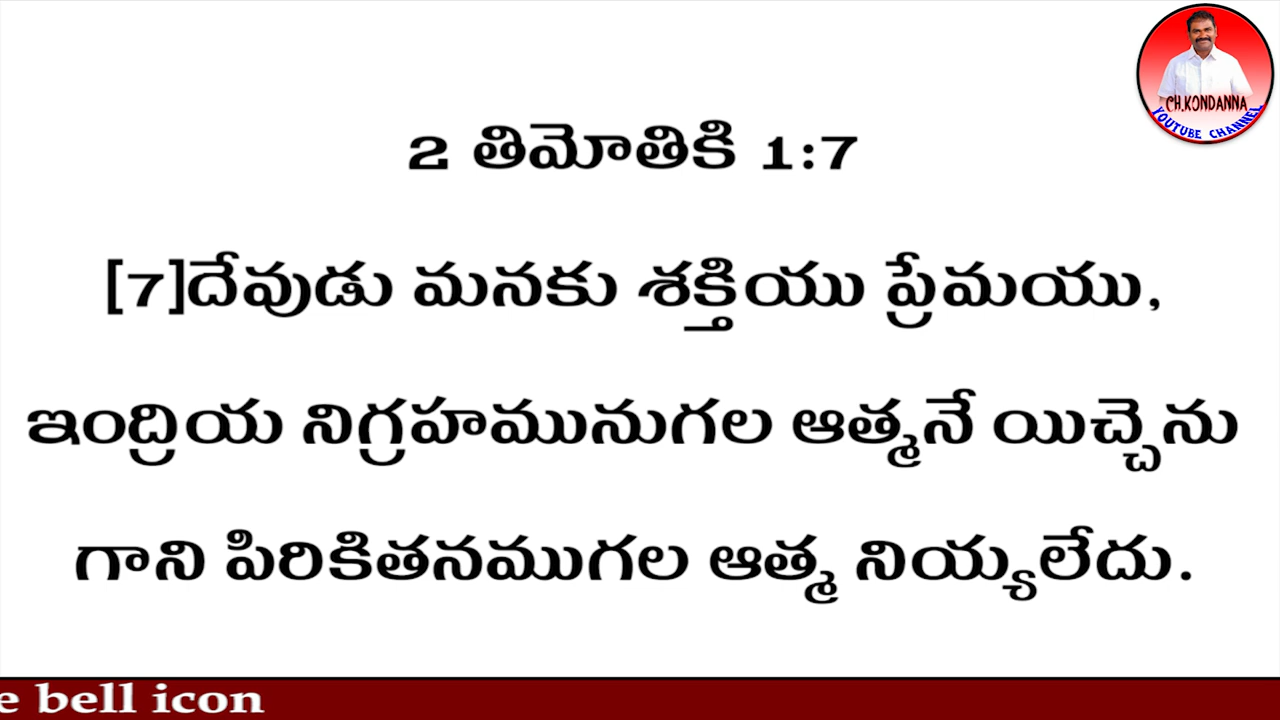 CH.KONDANNA
YOUTUBE CHANNEL
2 తిమోతికి 1:7
[7]దేవుడు మనకు శక్తియు ప్రేమయు,
ఇంద్రియ నిగ్రహమునుగల ఆత్మనే యిచ్చెను
గాని పిరికితనముగల ఆత్మ నియ్యలేదు.
e bell icon